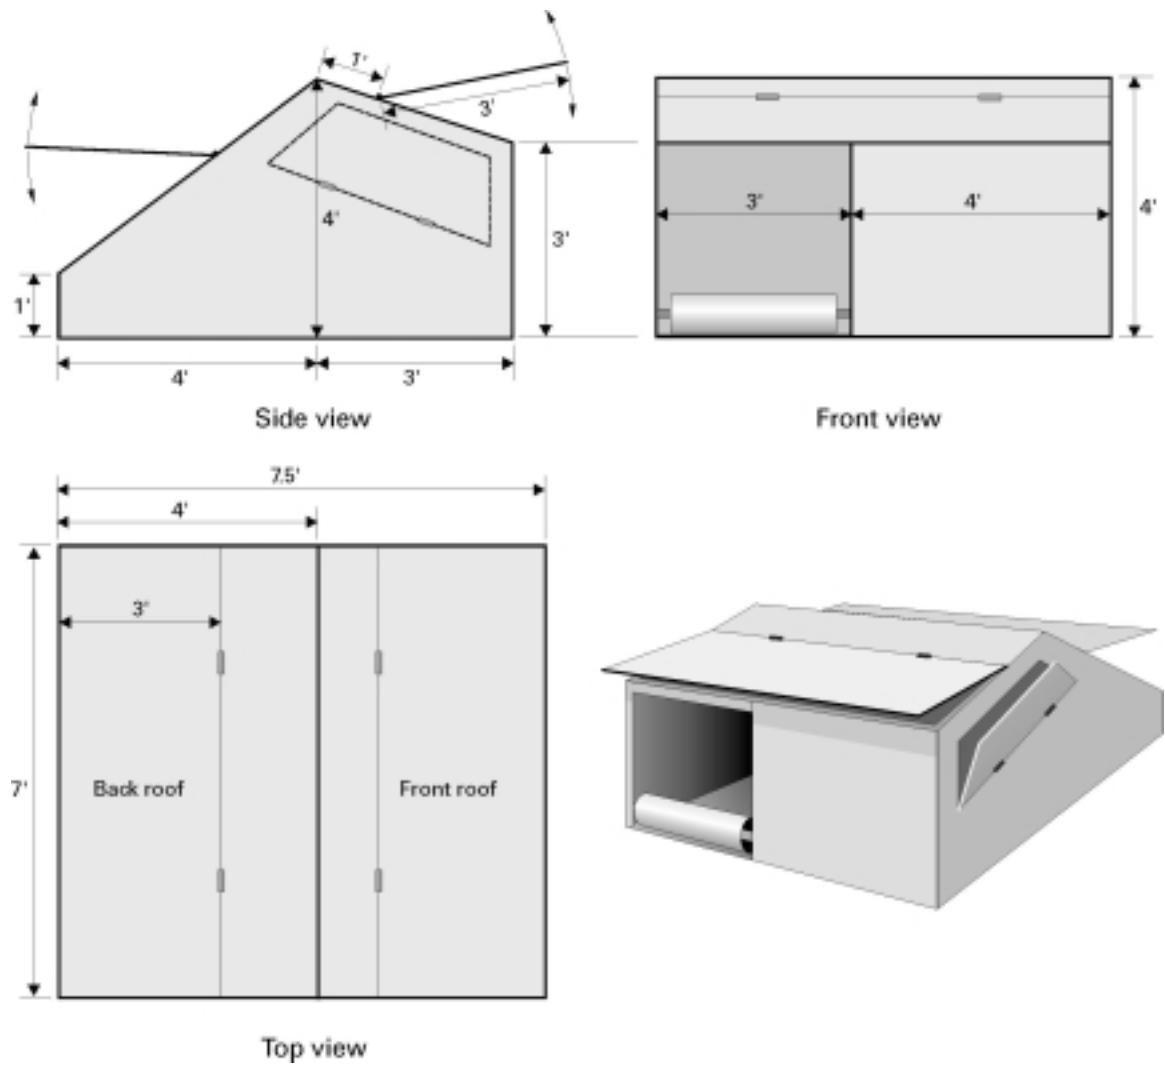 1'
3'
4'
3'
1'
4'
3'
Side view
3'
4'
4'
Front view
7.5'
4'
3'
7'
Back roof
Front roof
Top view